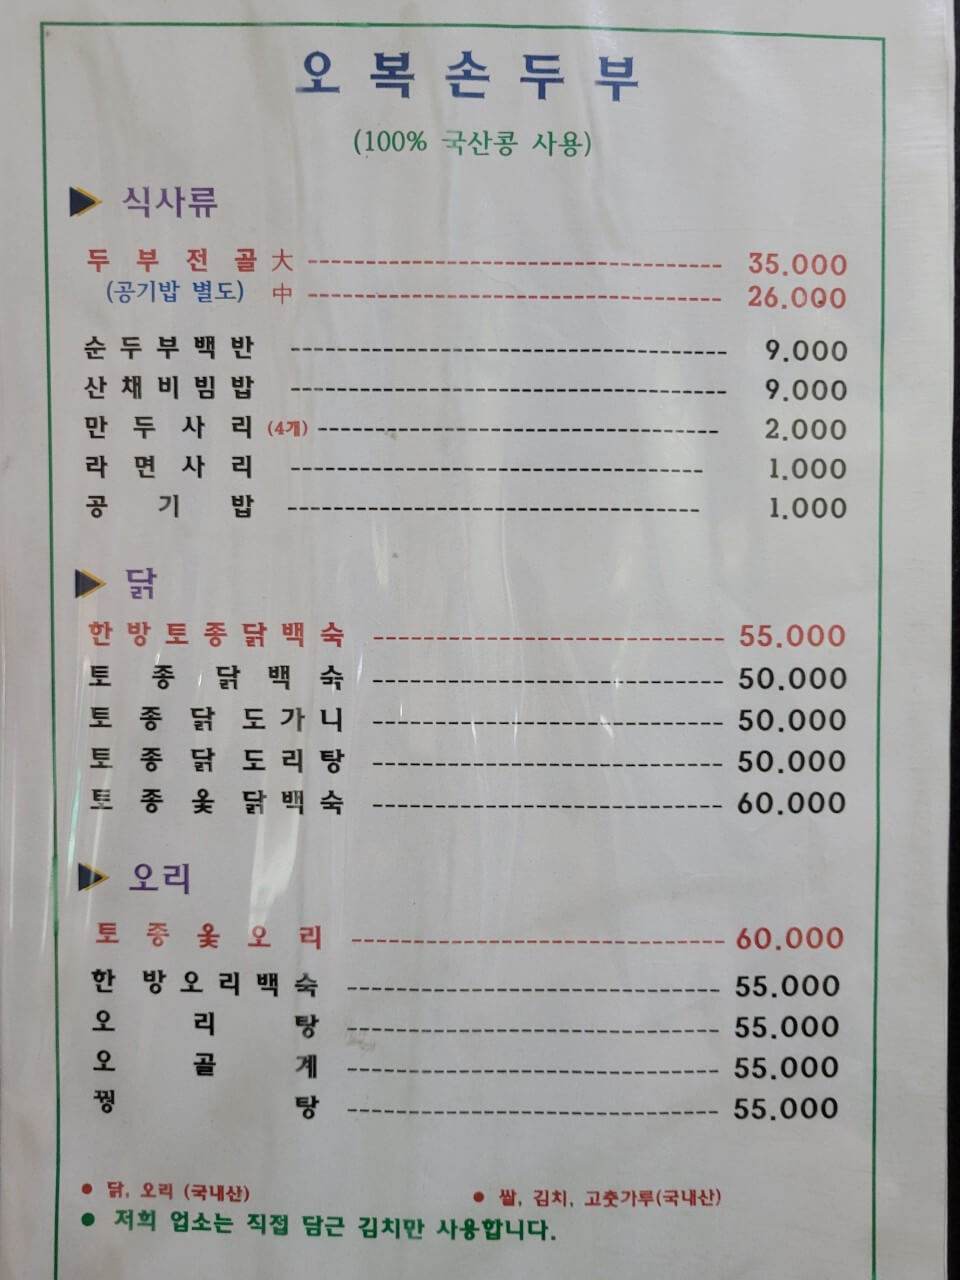 오복손두부
(100% 국산콩 사용)
식사류
두부전골 大 35.000
(공기밥 별도) 中 26.000
순두부백반 9.000
산채비빔밥 9.000
만두사리 (4개) 2.000
라면사리 1.000
공기밥 1.000
닭
한방토종닭백숙 55.000
토종닭백숙 50.000
토종닭도가니 50.000
토종닭도리탕 50.000
토종옻닭백숙 60.000
오리
토종옻오리 60.000
한방오리백숙 55.000
오리탕 55.000
오골계 55.000
꿩탕 55.000
● 닭, 오리 (국내산) ● 쌀, 김치, 고춧가루(국내산)
● 저희 업소는 직접 담근 김치만 사용합니다.